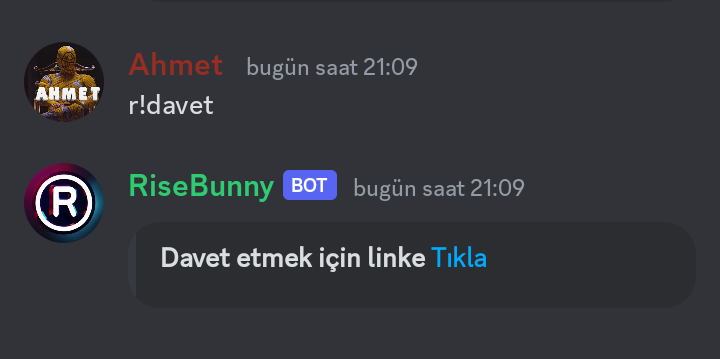 Ahmet bugün saat 21:09
AHMET
r!davet
RiseBunny BOT bugün saat 21:09
R
Davet etmek için linke Tıkla